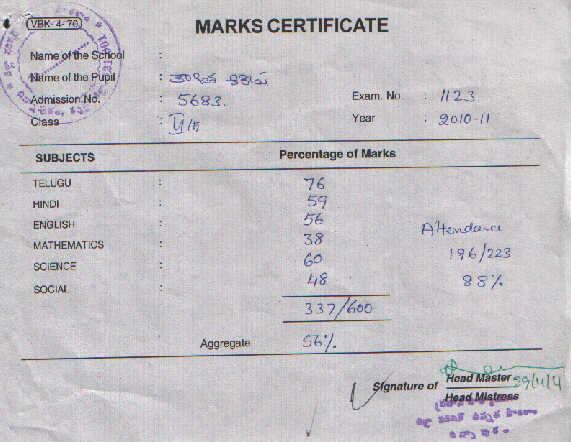 VBK-4-76
MARKS CERTIFICATE
Name of the School :
Name of the Pupil :
Admission No. : 5683. Exam. No. : 1123
Class : Year : 2010-11
SUBJECTS Percentage of Marks
TELUGU : 76
HINDI : 59
ENGLISH : 56
MATHEMATICS : 38
SCIENCE : 60
SOCIAL : 48
Attendance
196/223
88%
337/600
Aggregate 56%
Signature of Head Master
Head Mistress